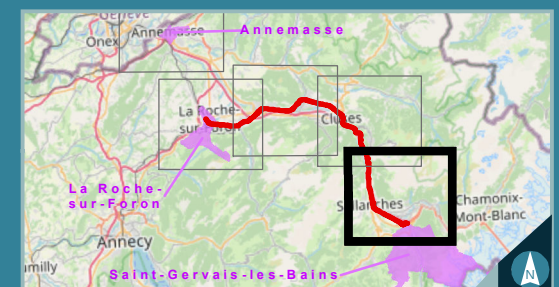 Genève
Onex
Annemasse
Annemasse
La Roche-
sur-Foron
Cluses
La Roche-
sur-Foron
Sallanches
Chamonix-
Mont-Blanc
Annecy
Saint-Gervais-les-Bains
N